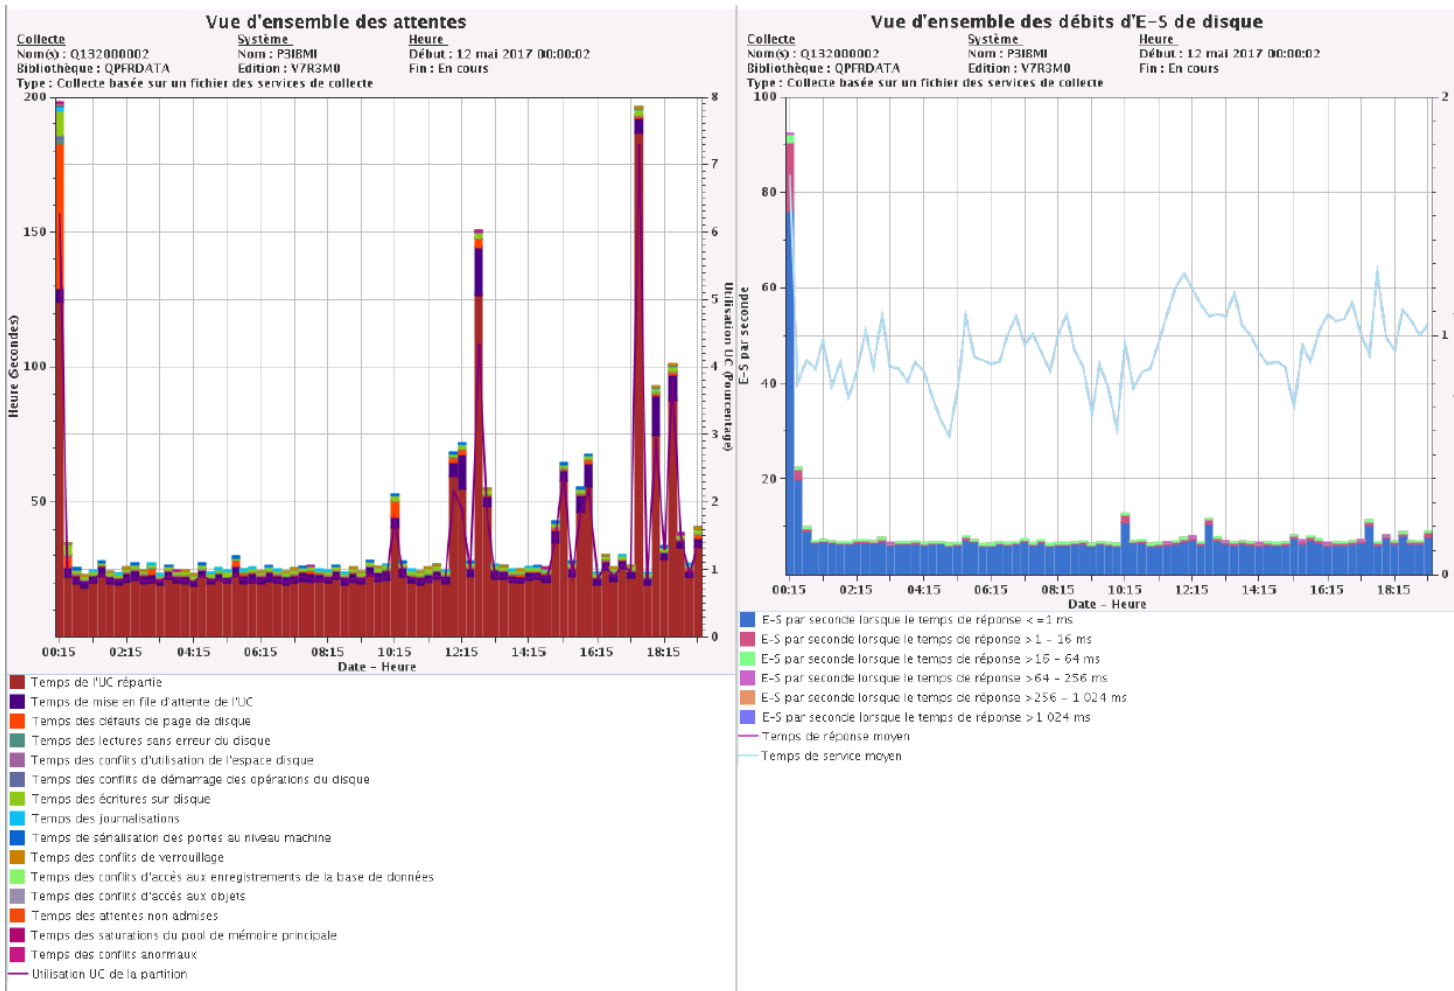 Vue d'ensemble des attentes
Collecte Système Heure
Nom(s) : Q132000002 Nom : P3IBMI Début : 12 mai 2017 00:00:02
Bibliothèque : QPFRDATA Edition : V7R3M0 Fin : En cours
Type : Collecte basée sur un fichier des services de collecte
Heure (Secondes)
200
150
100
50
Utilisation UC (Pourcentage)
8
7
6
5
4
3
2
1
0
00:15 02:15 04:15 06:15 08:15 10:15 12:15 14:15 16:15 18:15
Date – Heure
Temps de l'UC répartie
Temps de mise en file d'attente de l'UC
Temps des défauts de page de disque
Temps des lectures sans erreur du disque
Temps des conflits d'utilisation de l'espace disque
Temps des conflits de démarrage des opérations du disque
Temps des écritures sur disque
Temps des journalisations
Temps de sérialisation des portes au niveau machine
Temps des conflits de verrouillage
Temps des conflits d'accès aux enregistrements de la base de données
Temps des conflits d'accès aux objets
Temps des attentes non admises
Temps des saturations du pool de mémoire principale
Temps des conflits anormaux
Utilisation UC de la partition
Vue d'ensemble des débits d'E–S de disque
Collecte Système Heure
Nom(s) : Q132000002 Nom : P3IBMI Début : 12 mai 2017 00:00:02
Bibliothèque : QPFRDATA Edition : V7R3M0 Fin : En cours
Type : Collecte basée sur un fichier des services de collecte
E–S par seconde
100
80
60
40
20
0
2
1
0
00:15 02:15 04:15 06:15 08:15 10:15 12:15 14:15 16:15 18:15
Date – Heure
E–S par seconde lorsque le temps de réponse <=1 ms
E–S par seconde lorsque le temps de réponse >1 – 16 ms
E–S par seconde lorsque le temps de réponse >16 – 64 ms
E–S par seconde lorsque le temps de réponse >64 – 256 ms
E–S par seconde lorsque le temps de réponse >256 – 1 024 ms
E–S par seconde lorsque le temps de réponse >1 024 ms
Temps de réponse moyen
Temps de service moyen